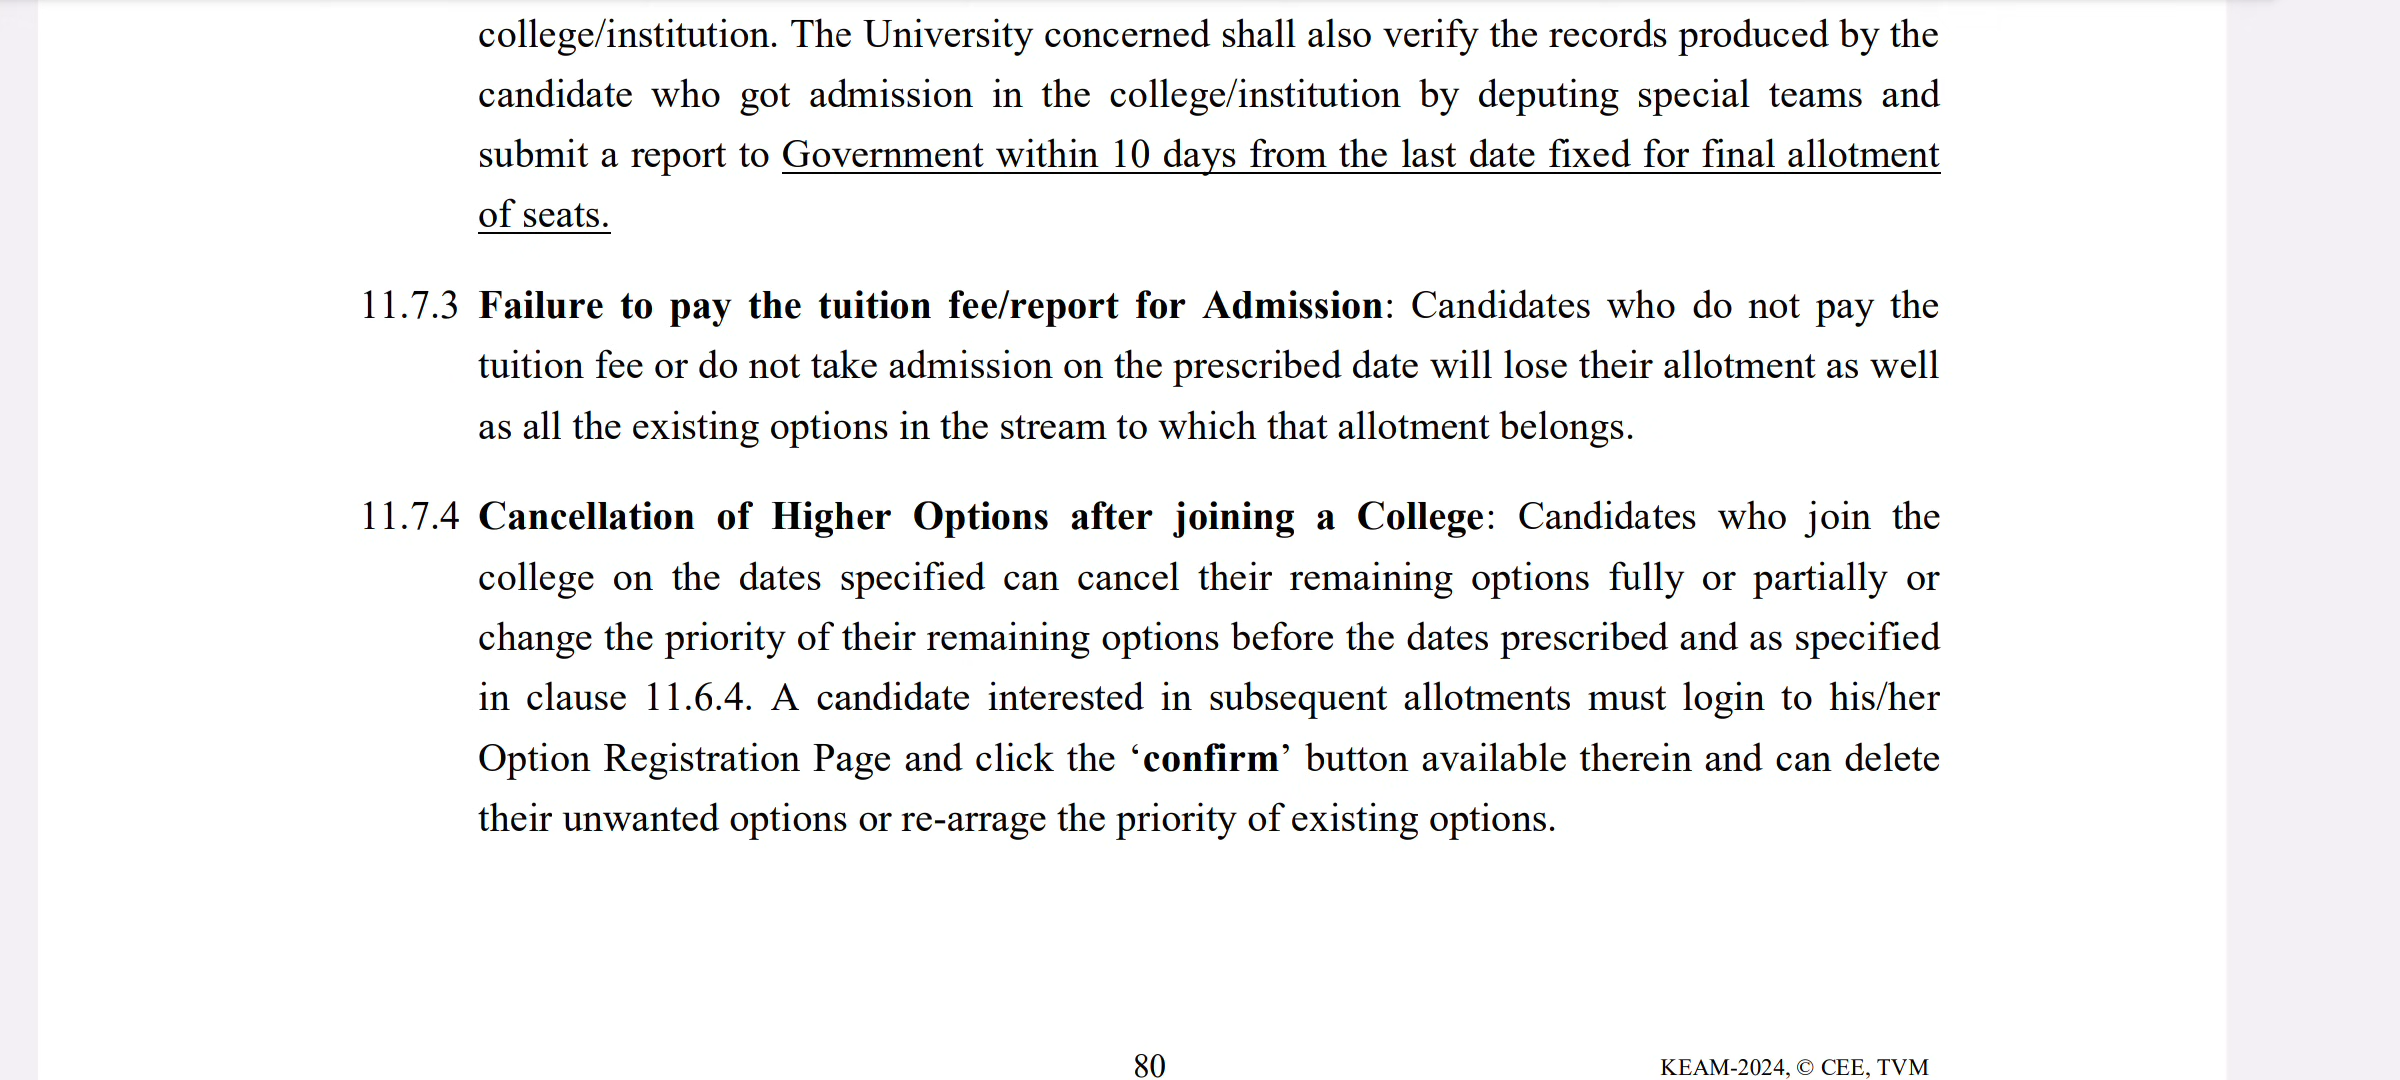 college/institution. The University concerned shall also verify the records produced by the
candidate who got admission in the college/institution by deputing special teams and
submit a report to Government within 10 days from the last date fixed for final allotment
of seats.
11.7.3 Failure to pay the tuition fee/report for Admission: Candidates who do not pay the
tuition fee or do not take admission on the prescribed date will lose their allotment as well
as all the existing options in the stream to which that allotment belongs.
11.7.4 Cancellation of Higher Options after joining a College: Candidates who join the
college on the dates specified can cancel their remaining options fully or partially or
change the priority of their remaining options before the dates prescribed and as specified
in clause 11.6.4. A candidate interested in subsequent allotments must login to his/her
Option Registration Page and click the ‘confirm’ button available therein and can delete
their unwanted options or re-arrage the priority of existing options.
80
KEAM-2024, © CEE, TVM